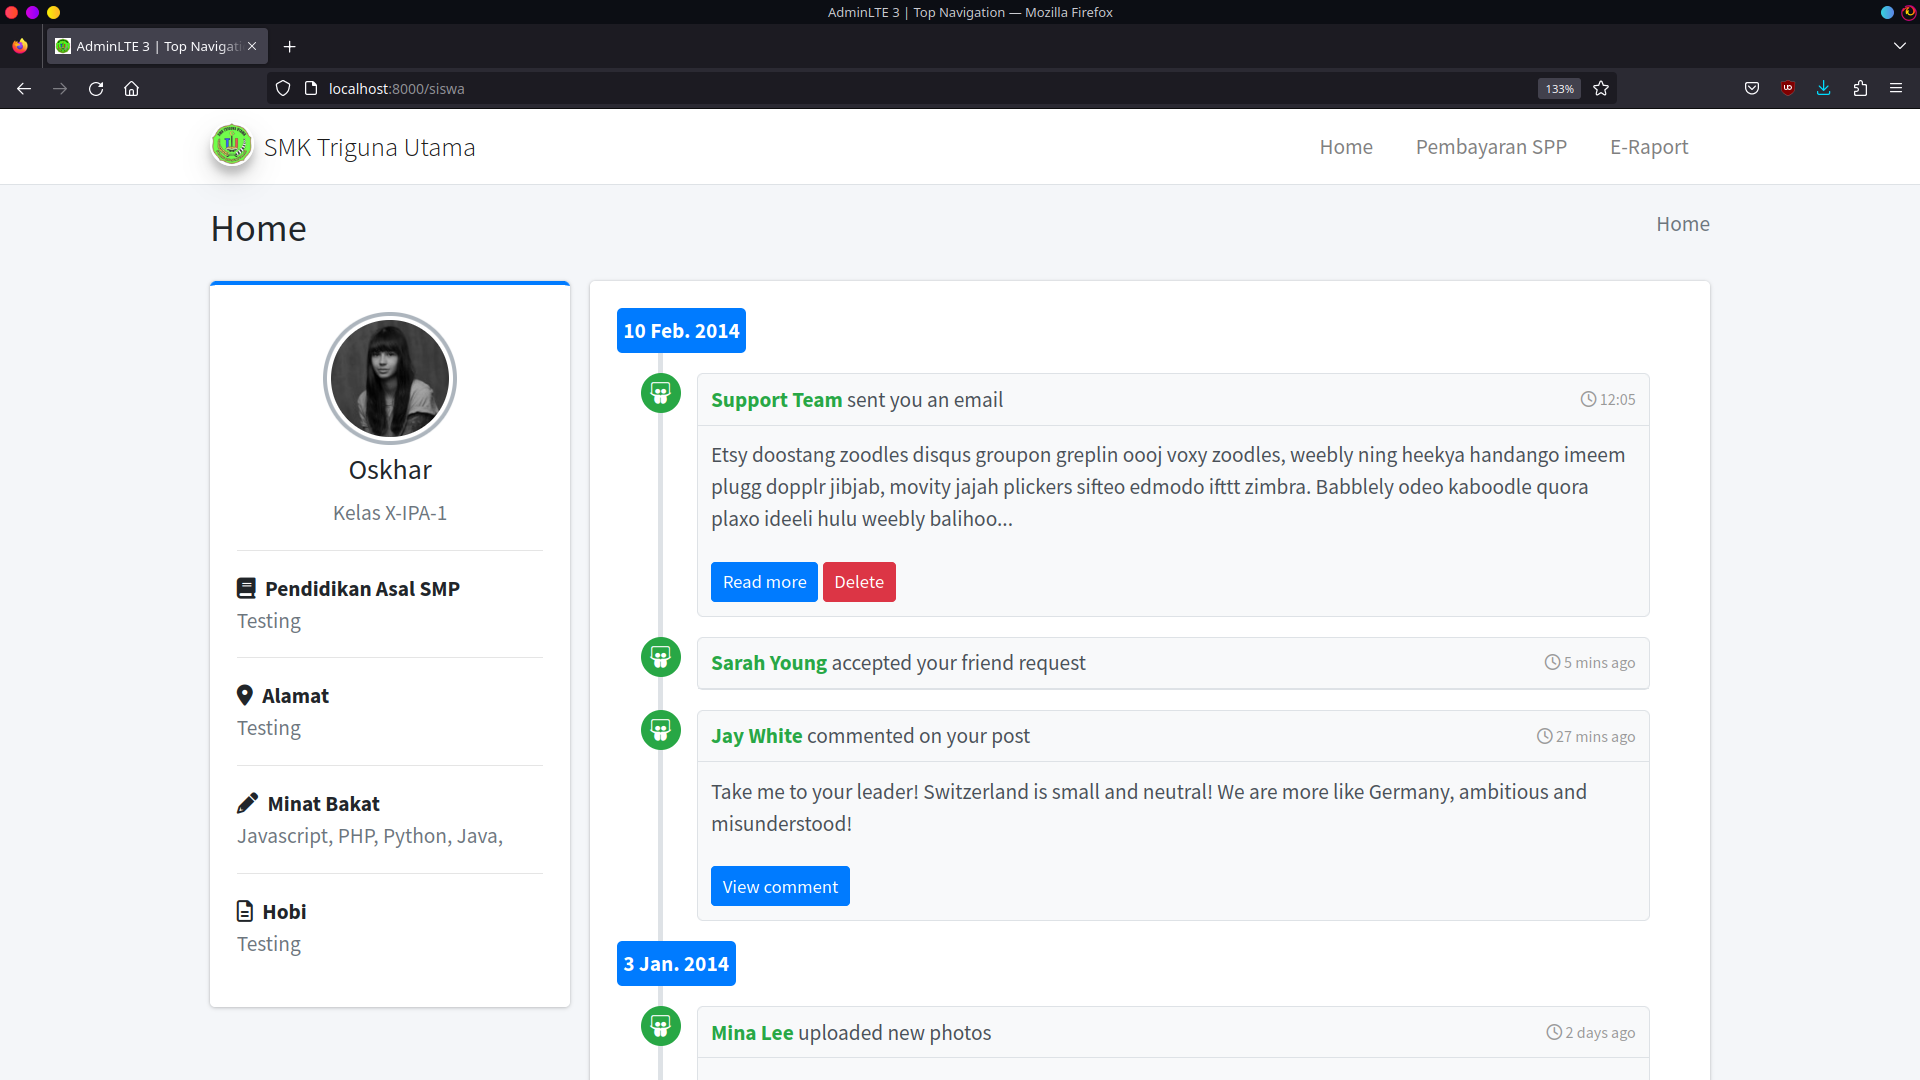 AdminLTE 3 | Top Navigation — Mozilla Firefox
AdminLTE 3 | Top Navigati
localhost:8000/siswa
133%
SMK Triguna Utama
Home
Pembayaran SPP
E-Raport
Home
Home
Oskhar
Kelas X-IPA-1
Pendidikan Asal SMP
Testing
Alamat
Testing
Minat Bakat
Javascript, PHP, Python, Java,
Hobi
Testing
10 Feb. 2014
Support Team sent you an email
12:05
Etsy doostang zoodles disqus groupon greplin oooj voxy zoodles, weebly ning heekya handango imeem
plugg dopplr jibjab, movity jajah plickers sifteo edmodo ifttt zimbra. Babblely odeo kaboodle quora
plaxo ideeli hulu weebly balihoo...
Read more
Delete
Sarah Young accepted your friend request
5 mins ago
Jay White commented on your post
27 mins ago
Take me to your leader! Switzerland is small and neutral! We are more like Germany, ambitious and
misunderstood!
View comment
3 Jan. 2014
Mina Lee uploaded new photos
2 days ago